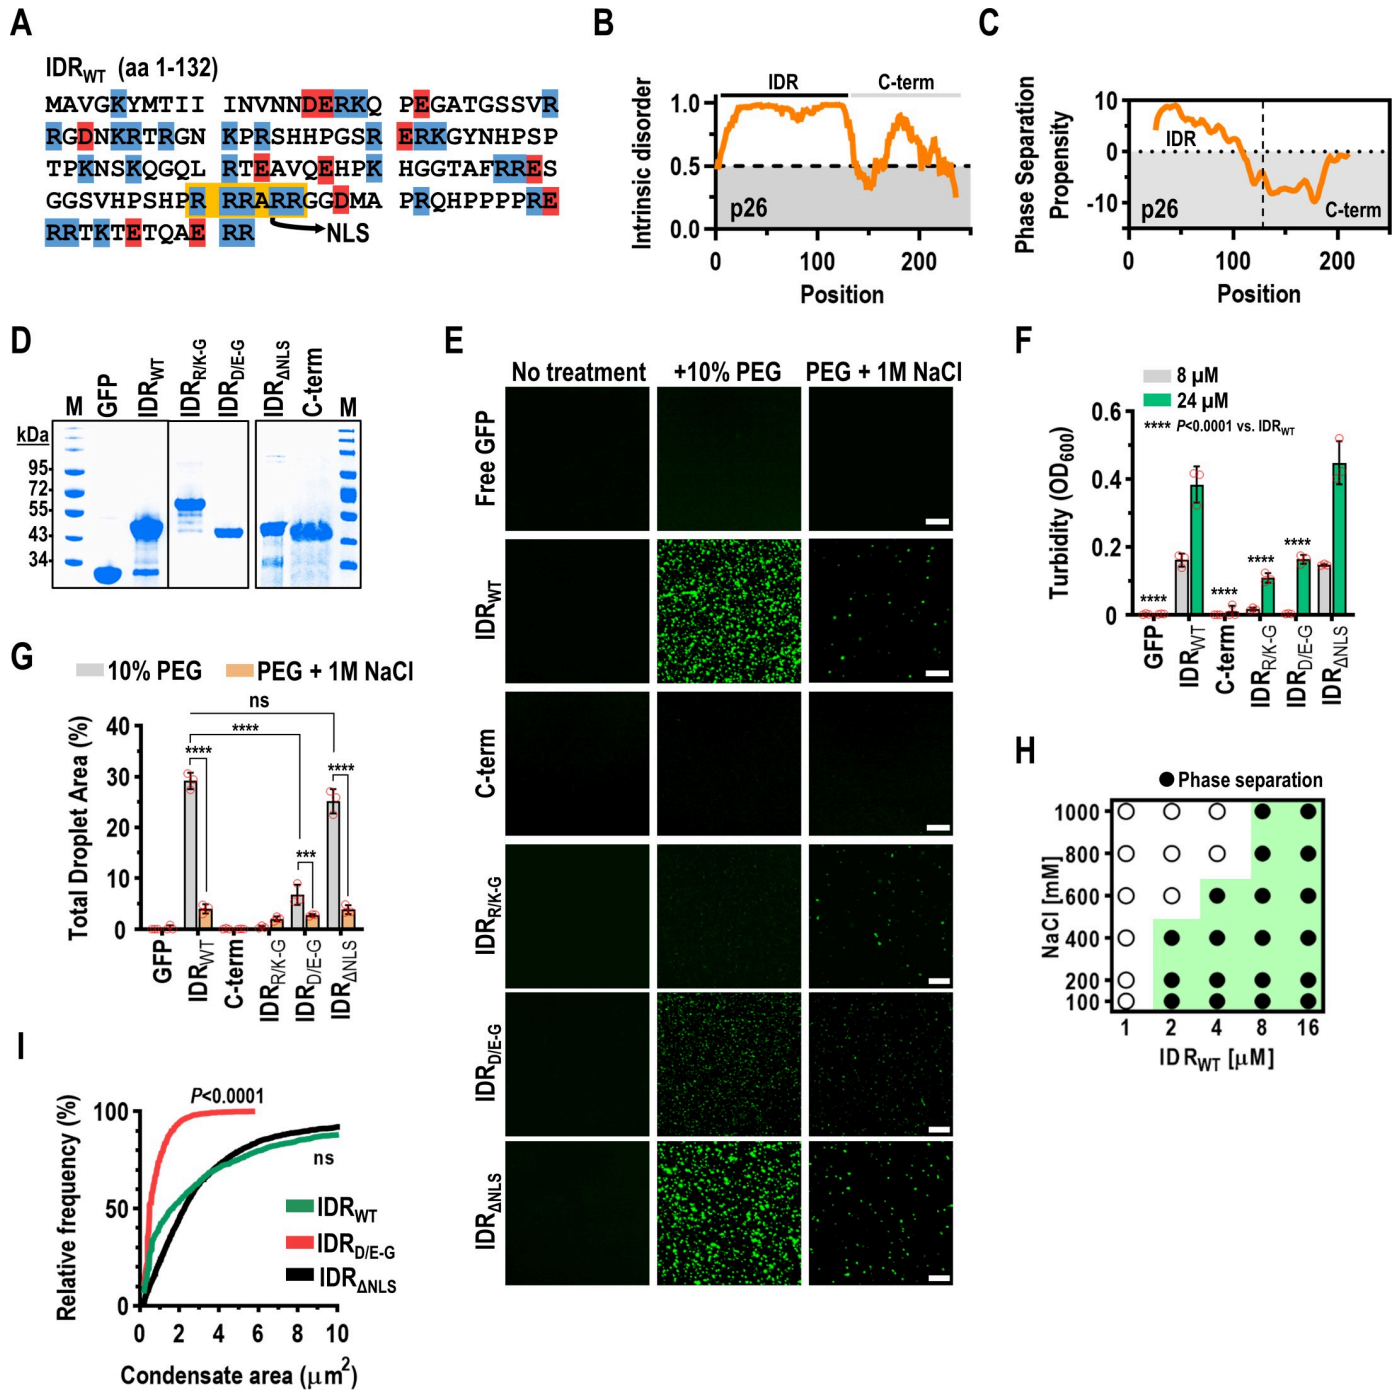 A
IDRWT (aa 1-132)
MAVGKYMTII INVNNDERKQ PEGATGSSVR
RGDNKRTRGN KPRSHHPGSR ERKGYNHPSP
TPKNSKQGQL RTEAVQEHPK HGGTAFRRES
GGSVHPSHPR RRARRGGDMA PRQHPPPPRE
RRTKTETQAE RR
NLS
B
IDR C-term
Intrinsic disorder
1.0
0.5
0.0
p26
0 100 200
Position
C
Phase Separation
Propensity
10
0
-10
IDR
p26
C-term
0 100 200
Position
D
M GFP IDRWT IDRR/K-G IDRD/E-G IDRΔNLS C-term M
kDa
95
72
55
43
34
E
No treatment +10% PEG PEG + 1M NaCl
Free GFP
IDRWT
C-term
IDRR/K-G
IDRD/E-G
IDRΔNLS
F
8 µM
24 µM
**** P<0.0001 vs. IDRWT
Turbidity (OD600)
0.6
0.4
0.2
0
**** **** **** ****
GFP IDRWT C-term IDRR/K-G IDRD/E-G IDRΔNLS
G
10% PEG PEG + 1M NaCl
Total Droplet Area (%)
40
30
20
10
0
ns
****
**** *** ****
GFP IDRWT C-term IDRR/K-G IDRD/E-G IDRΔNLS
H
Phase separation
NaCl [mM]
1000
800
600
400
200
100
1 2 4 8 16
IDRWT [µM]
I
Relative frequency (%)
100
50
0
P<0.0001
ns
IDRWT
IDRD/E-G
IDRΔNLS
0 2 4 6 8 10
Condensate area (µm2)